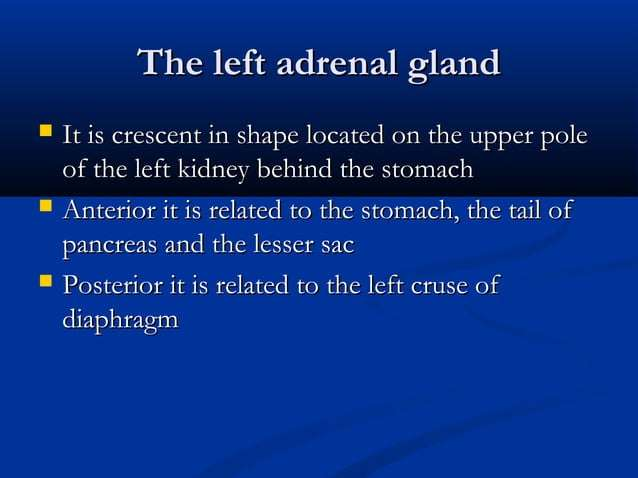 The left adrenal gland
It is crescent in shape located on the upper pole
of the left kidney behind the stomach
Anterior it is related to the stomach, the tail of
pancreas and the lesser sac
Posterior it is related to the left cruse of
diaphragm